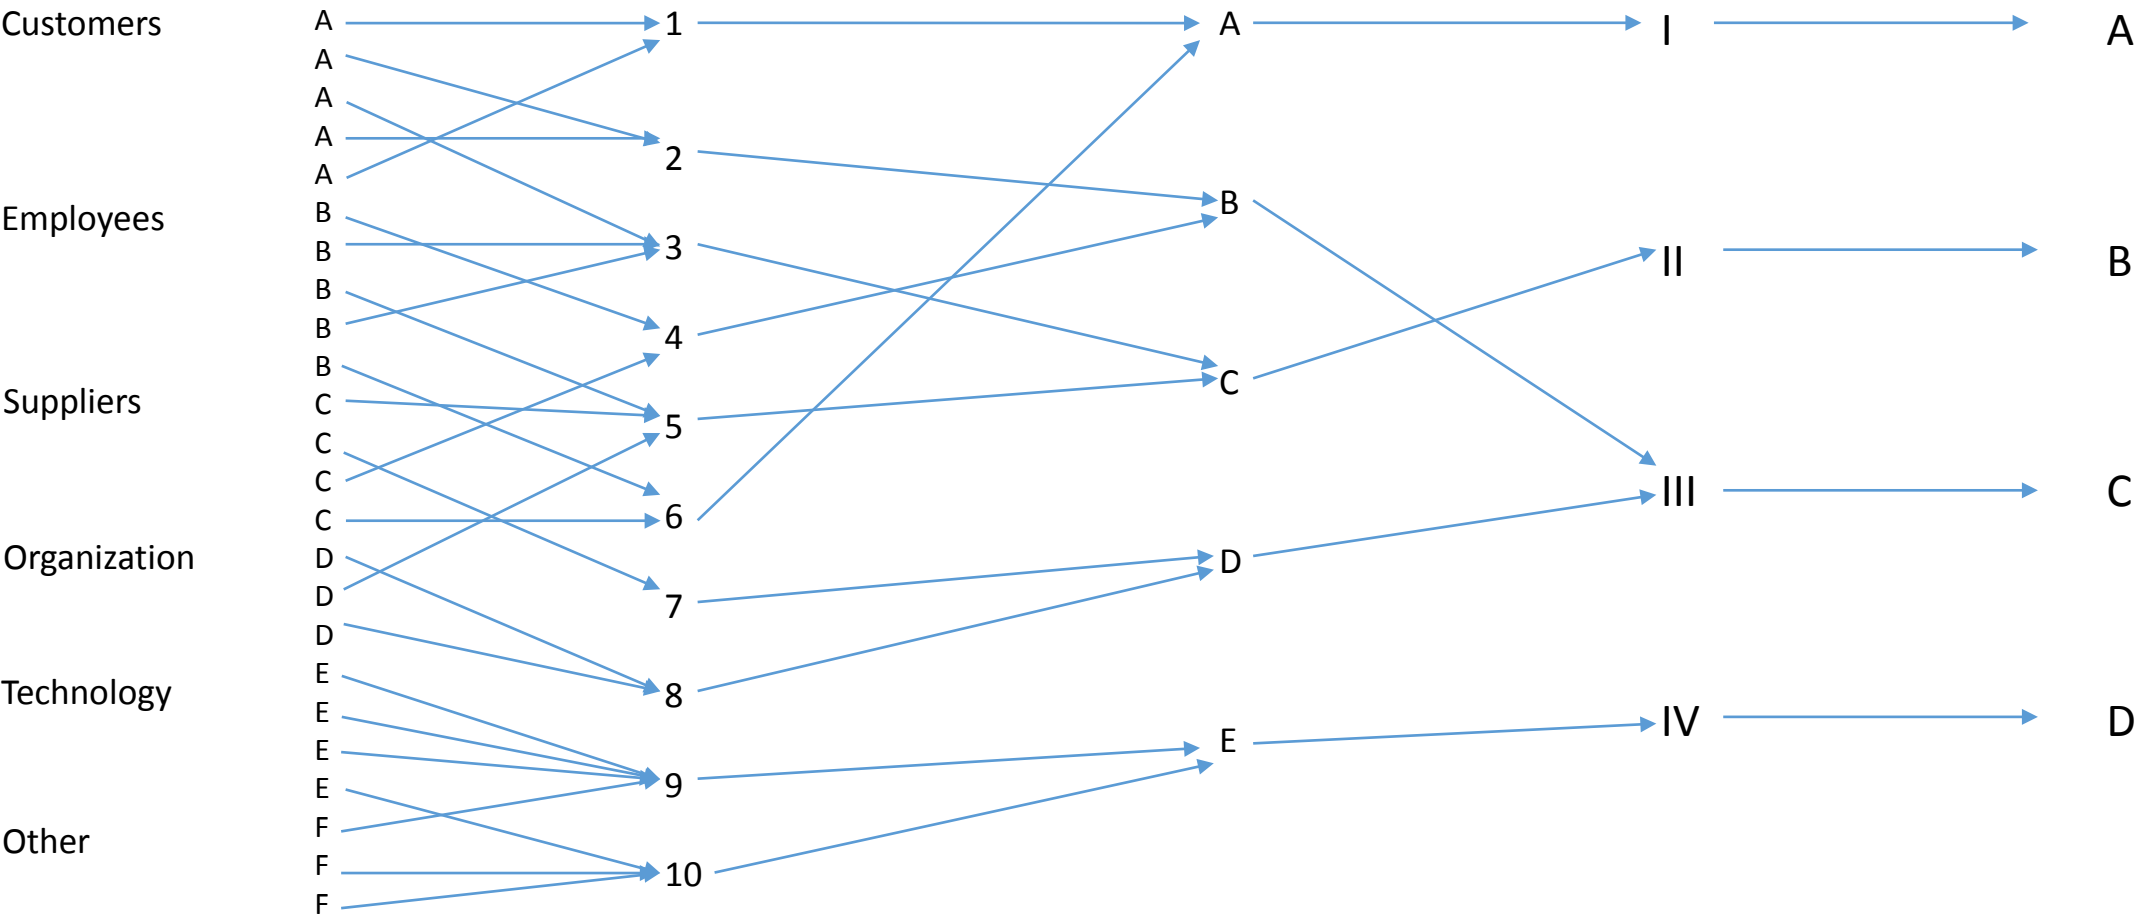 Customers
Employees
Suppliers
Organization
Technology
Other
A
A
A
A
A
B
B
B
B
B
C
C
C
C
D
D
D
E
E
E
E
F
F
F
1
2
3
4
5
6
7
8
9
10
A
B
C
D
E
I
II
III
IV
A
B
C
D